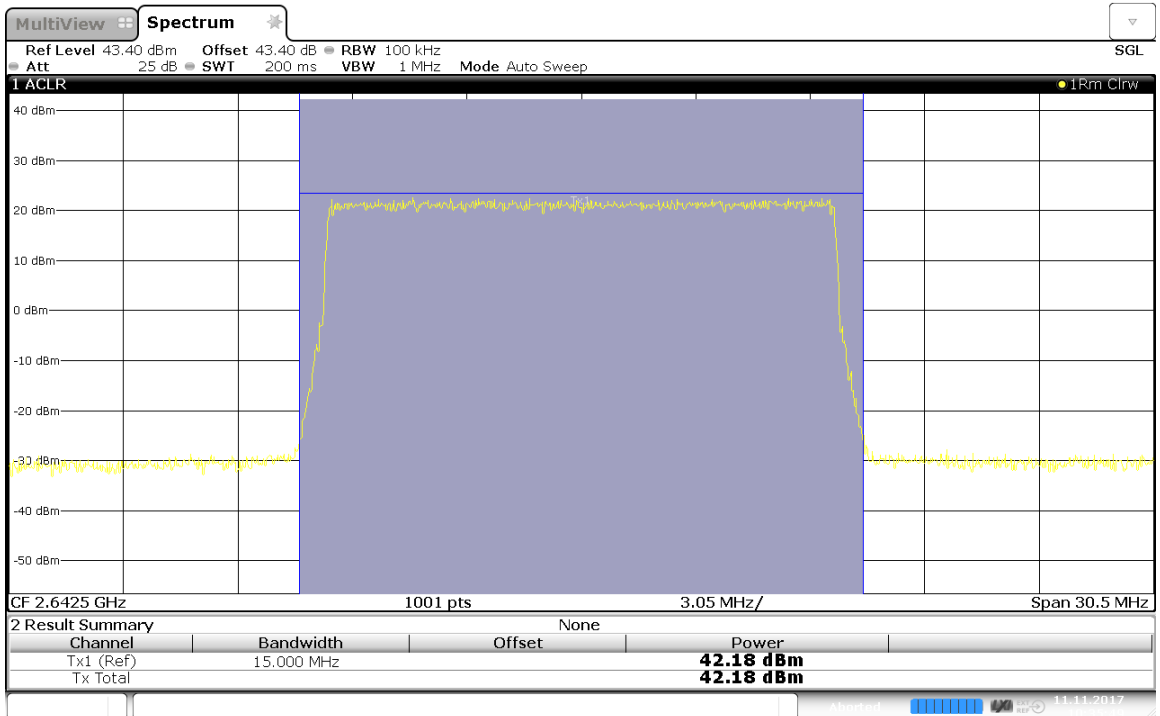 MultiView Spectrum
Ref Level 43.40 dBm Offset 43.40 dB RBW 100 kHz SGL
Att 25 dB SWT 200 ms VBW 1 MHz Mode Auto Sweep
1 ACLR 1Rm Clrw
40 dBm
30 dBm
20 dBm
10 dBm
0 dBm
-10 dBm
-20 dBm
-30 dBm
-40 dBm
-50 dBm
CF 2.6425 GHz 1001 pts 3.05 MHz/ Span 30.5 MHz
2 Result Summary None
Channel Bandwidth Offset Power
Tx1 (Ref) 15.000 MHz 42.18 dBm
Tx Total 42.18 dBm
Aborted 11.11.2017